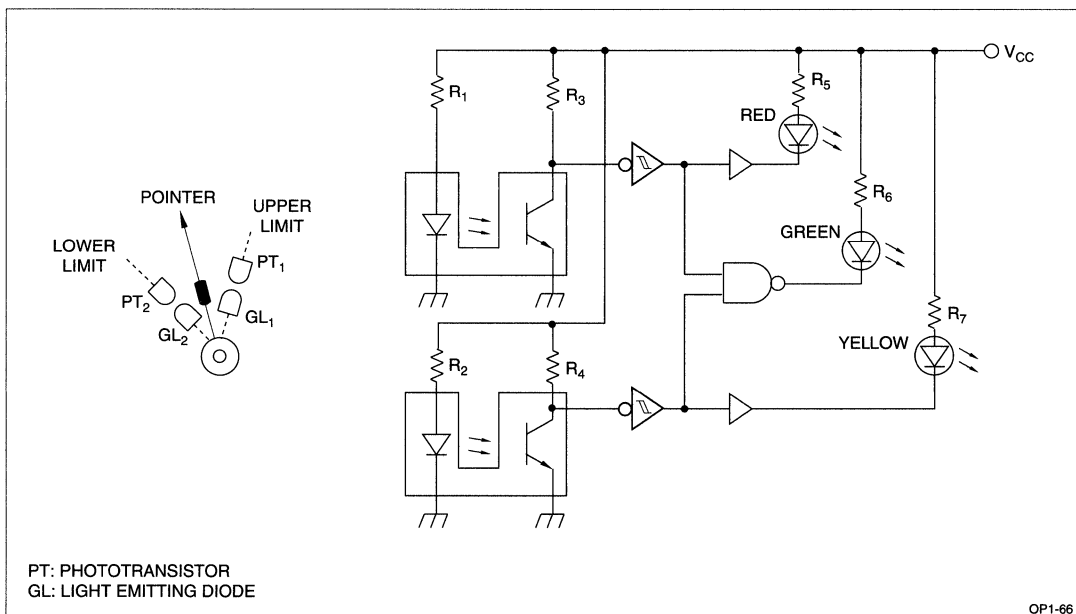 POINTER
UPPER
LIMIT
LOWER
LIMIT
PT₁
PT₂
GL₁
GL₂
V_CC
R₁
R₃
R₅
RED
R₆
GREEN
R₇
YELLOW
R₂
R₄
PT: PHOTOTRANSISTOR
GL: LIGHT EMITTING DIODE
OP1-66